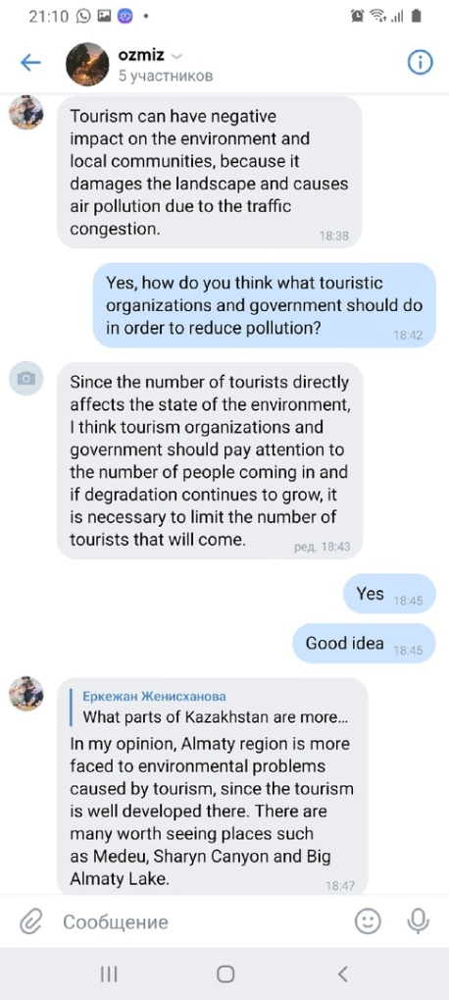 21:10
ozmiz
5 участников
Tourism can have negative
impact on the environment and
local communities, because it
damages the landscape and causes
air pollution due to the traffic
congestion.
18:38
Yes, how do you think what touristic
organizations and government should do
in order to reduce pollution?
18:42
Since the number of tourists directly
affects the state of the environment,
I think tourism organizations and
government should pay attention to
the number of people coming in and
if degradation continues to grow, it
is necessary to limit the number of
tourists that will come.
ред. 18:43
Yes 18:45
Good idea 18:45
Еркежан Женисханова
What parts of Kazakhstan are more...
In my opinion, Almaty region is more
faced to environmental problems
caused by tourism, since the tourism
is well developed there. There are
many worth seeing places such
as Medeu, Sharyn Canyon and Big
Almaty Lake.
18:47
Сообщение